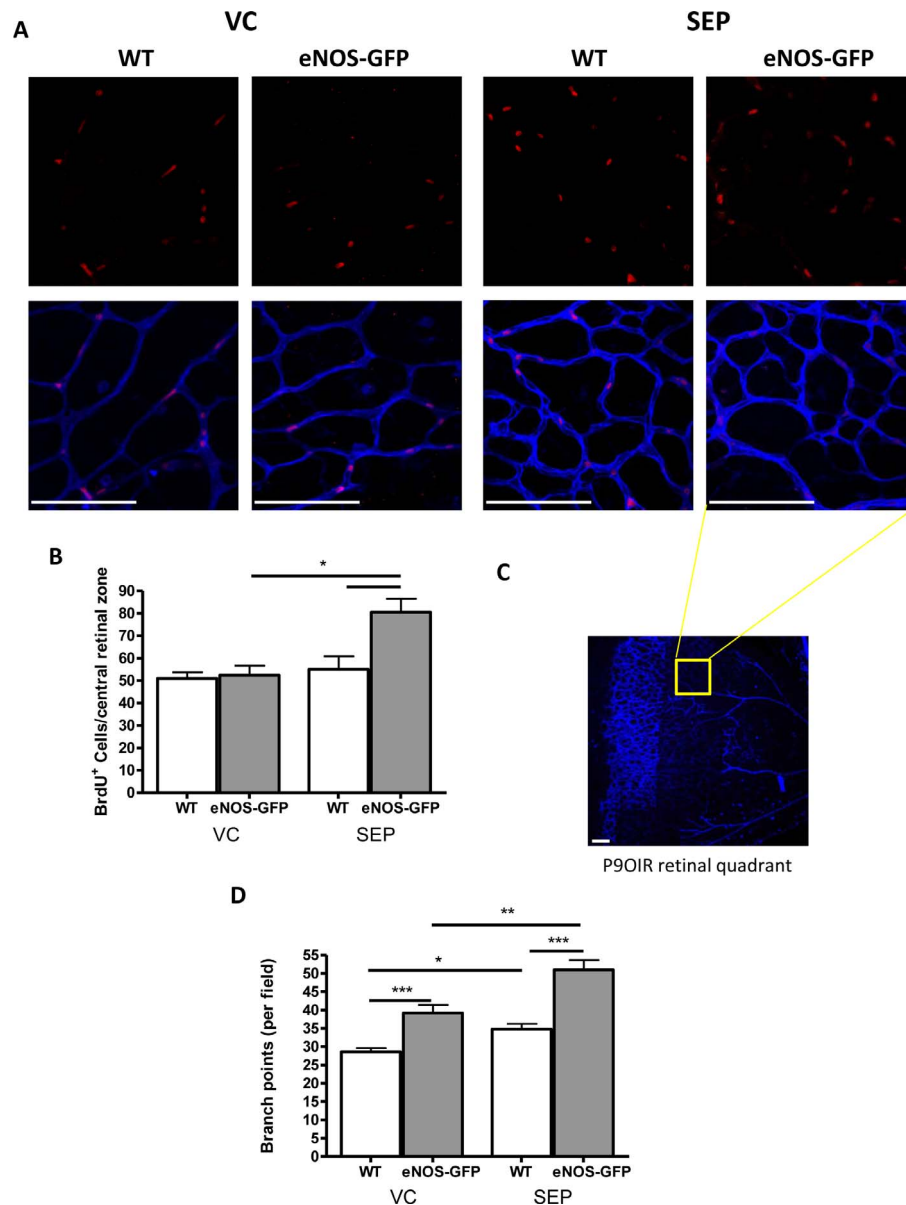 A
VC
SEP
WT
eNOS-GFP
WT
eNOS-GFP
B
BrdU⁺ Cells/central retinal zone
90
80
70
60
50
40
30
20
10
0
*
WT
eNOS-GFP
WT
eNOS-GFP
VC
SEP
C
P9OIR retinal quadrant
D
Branch points (per field)
55
50
45
40
35
30
25
20
15
10
5
0
**
*
***
***
WT
eNOS-GFP
WT
eNOS-GFP
VC
SEP